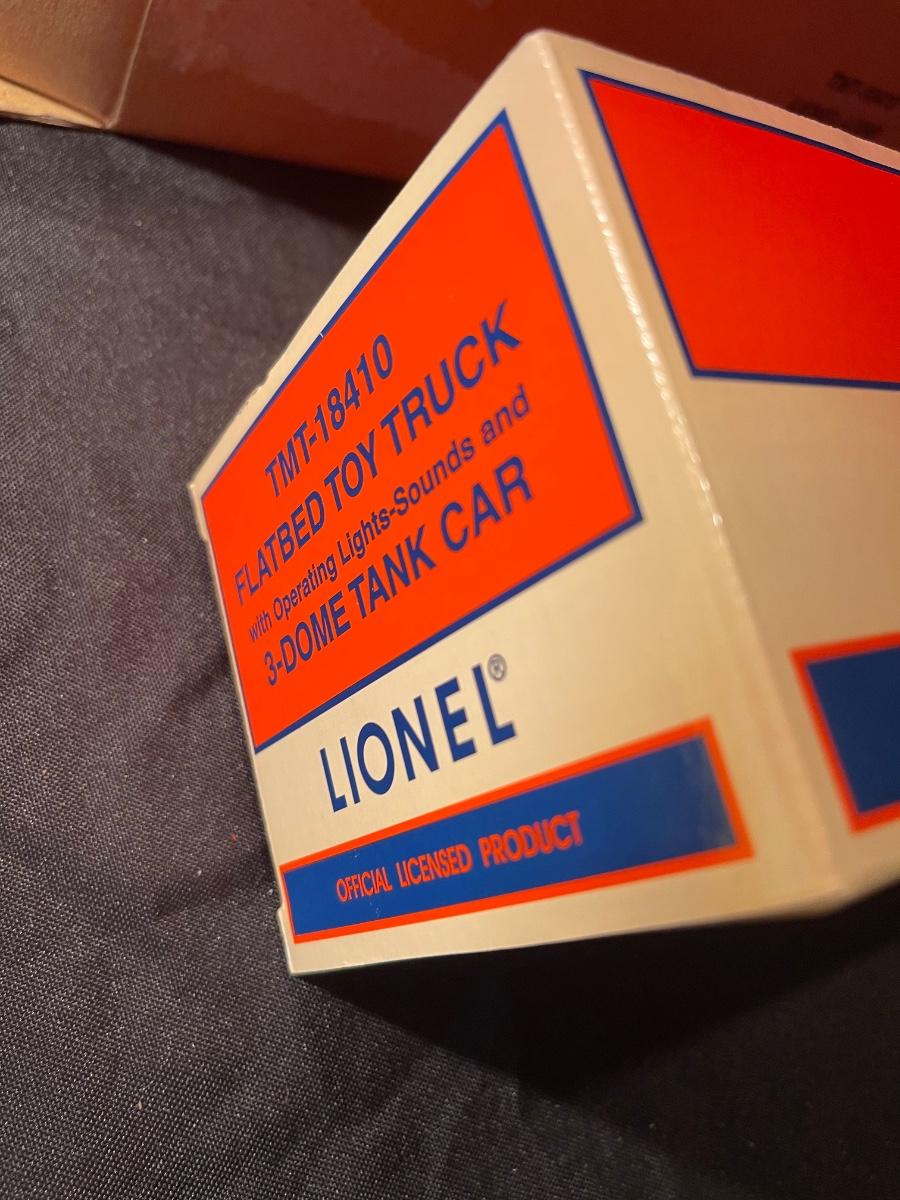 TMT-18410
FLATBED TOY TRUCK
with Operating Lights-Sounds and
3-DOME TANK CAR
LIONEL®
OFFICIAL LICENSED PRODUCT